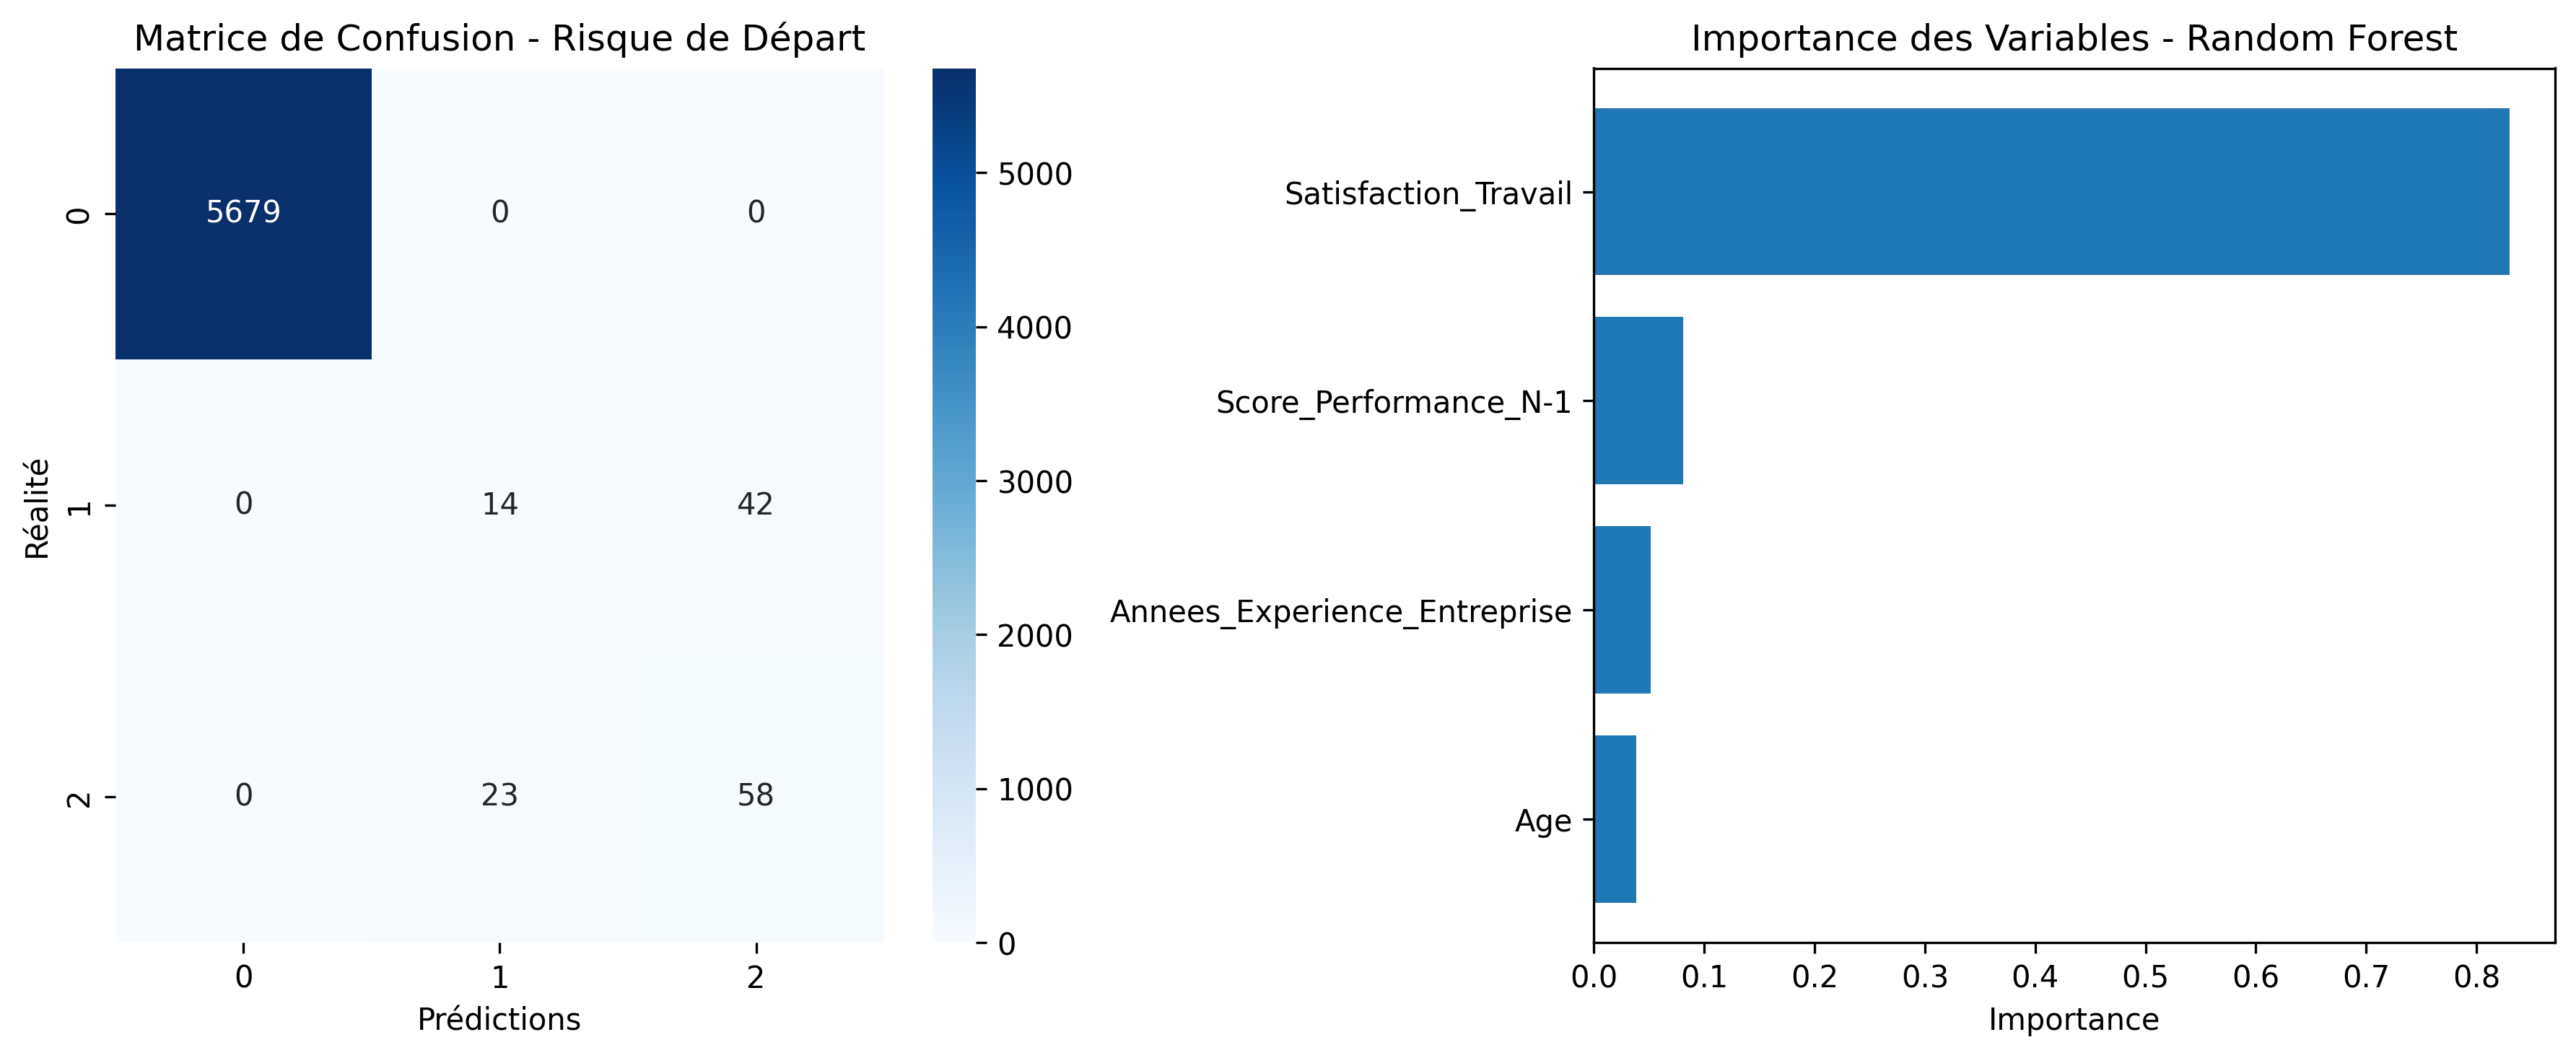 Matrice de Confusion - Risque de Départ
0
5679
0
0
1
0
14
42
2
0
23
58
0
1
2
Réalité
Prédictions
5000
4000
3000
2000
1000
0
Importance des Variables - Random Forest
Satisfaction_Travail
Score_Performance_N-1
Annees_Experience_Entreprise
Age
0.0 0.1 0.2 0.3 0.4 0.5 0.6 0.7 0.8
Importance